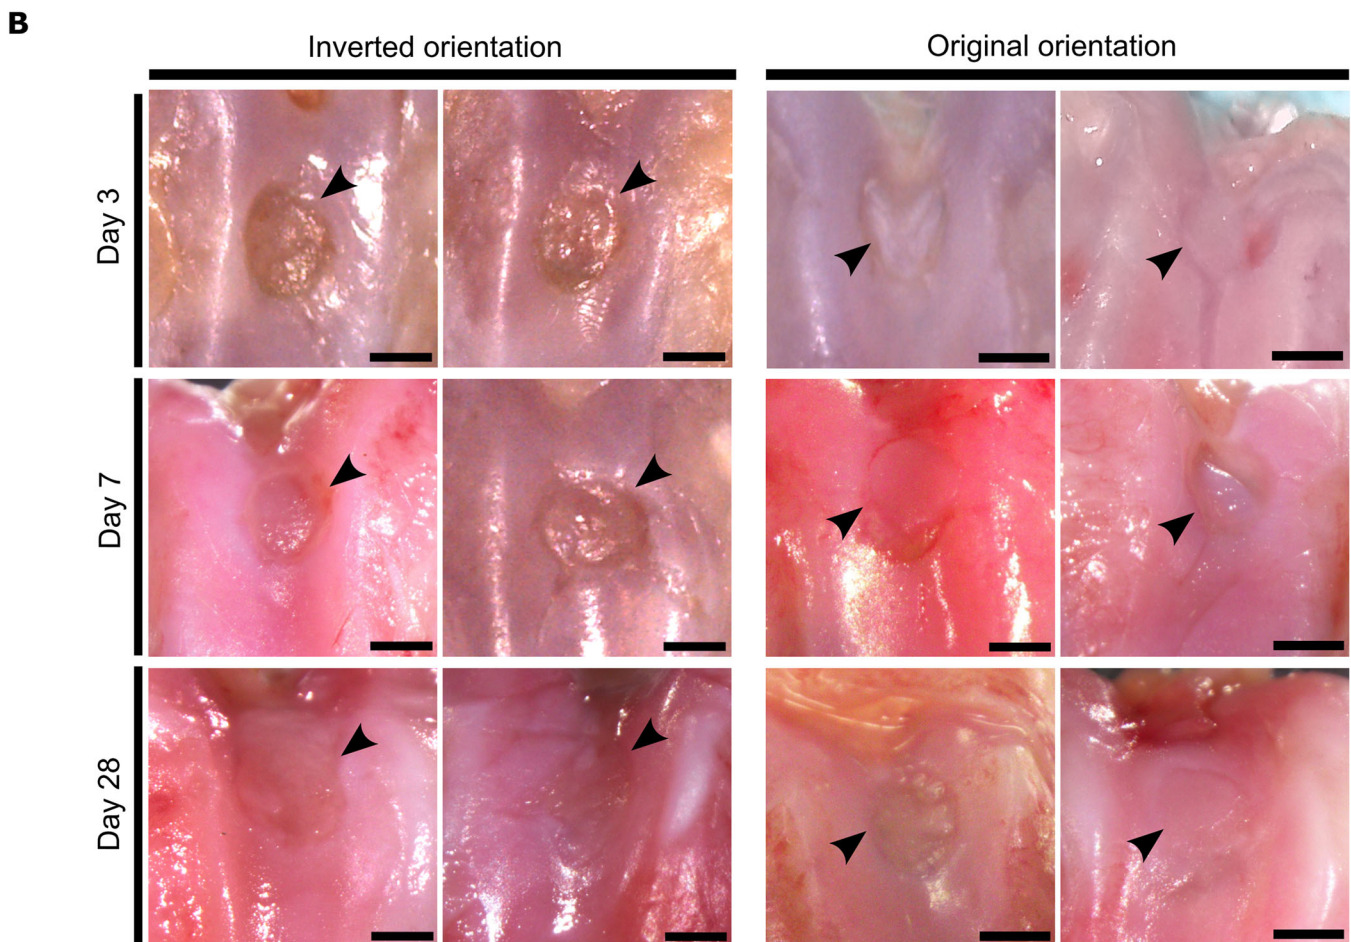 B
Inverted orientation
Original orientation
Day 3
Day 7
Day 28